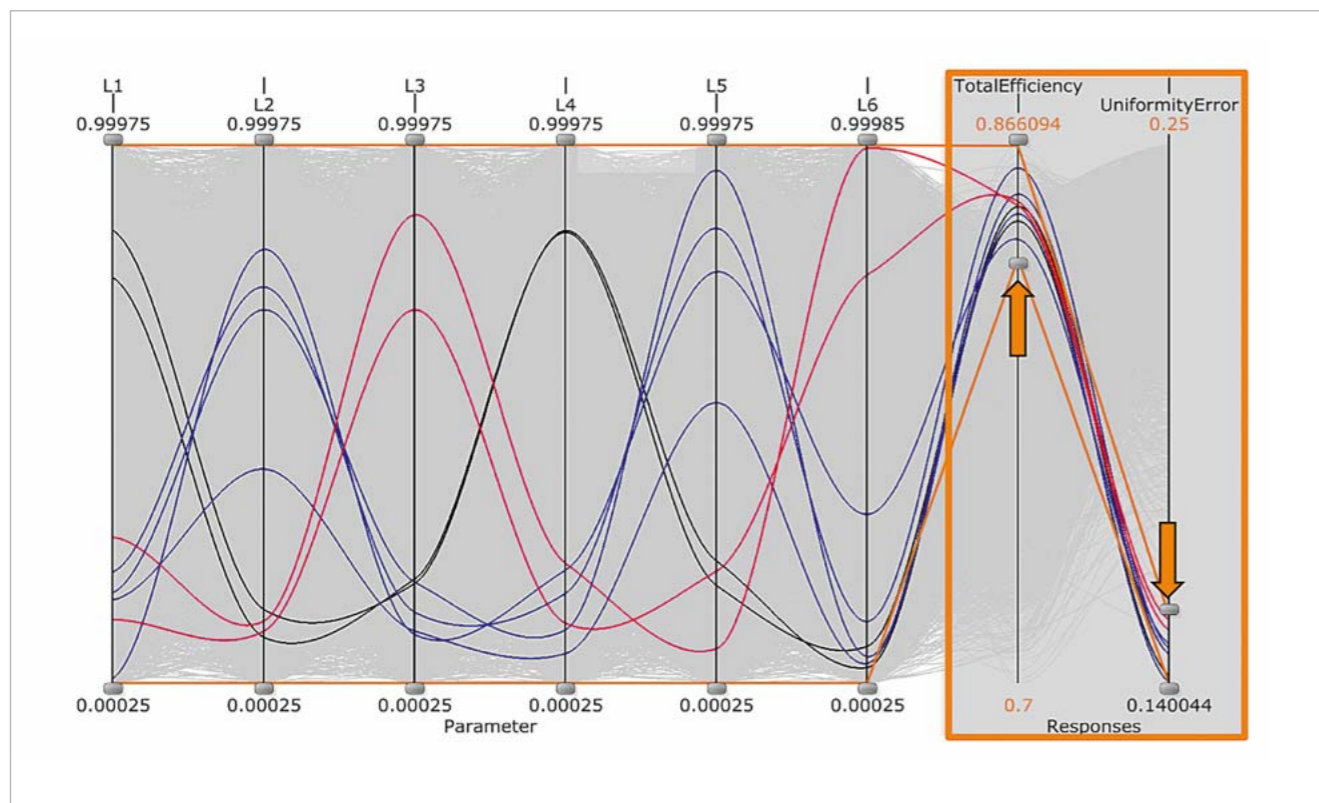 L1 L3 L5 TotalEfficiency
L2 L4 L6 UniformityError
0.99975 0.99975 0.99975 0.99975 0.99975 0.99985 0.866094 0.25
0.00025 0.00025 0.00025 0.00025 0.00025 0.00025 0.7 0.140044
Parameter Responses